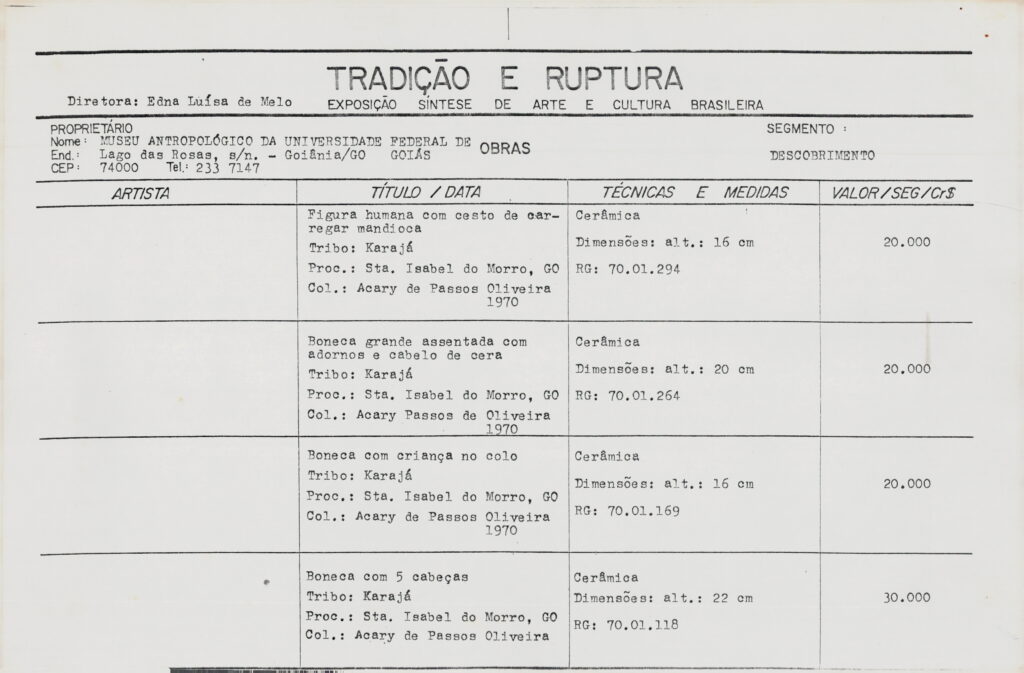 TRADIÇÃO E RUPTURA
Diretora: Edna Luísa de Melo
EXPOSIÇÃO SÍNTESE DE ARTE E CULTURA BRASILEIRA
PROPRIETÁRIO
Nome: MUSEU ANTROPOLÓGICO DA UNIVERSIDADE FEDERAL DE
End.: Lago das Rosas, s/n. - Goiânia/GO GOIÁS
CEP: 74000 Tel.: 233 7147
OBRAS
SEGMENTO :
DESCOBRIMENTO
ARTISTA TÍTULO / DATA TÉCNICAS E MEDIDAS VALOR/SEG/Cr$
Figura humana com cesto de car-
regar mandioca
Tribo: Karajá
Proc.: Sta. Isabel do Morro, GO
Col.: Acary de Passos Oliveira
1970
Cerâmica
Dimensões: alt.: 16 cm
RG: 70.01.294
20.000
Boneca grande assentada com
adornos e cabelo de cera
Tribo: Karajá
Proc.: Sta. Isabel do Morro, GO
Col.: Acary Passos de Oliveira
1970
Cerâmica
Dimensões: alt.: 20 cm
RG: 70.01.264
20.000
Boneca com criança no colo
Tribo: Karajá
Proc.: Sta. Isabel do Morro, GO
Col.: Acary de Passos Oliveira
1970
Cerâmica
Dimensões: alt.: 16 cm
RG: 70.01.169
20.000
Boneca com 5 cabeças
Tribo: Karajá
Proc.: Sta. Isabel do Morro, GO
Col.: Acary de Passos Oliveira
Cerâmica
Dimensões: alt.: 22 cm
RG: 70.01.118
30.000